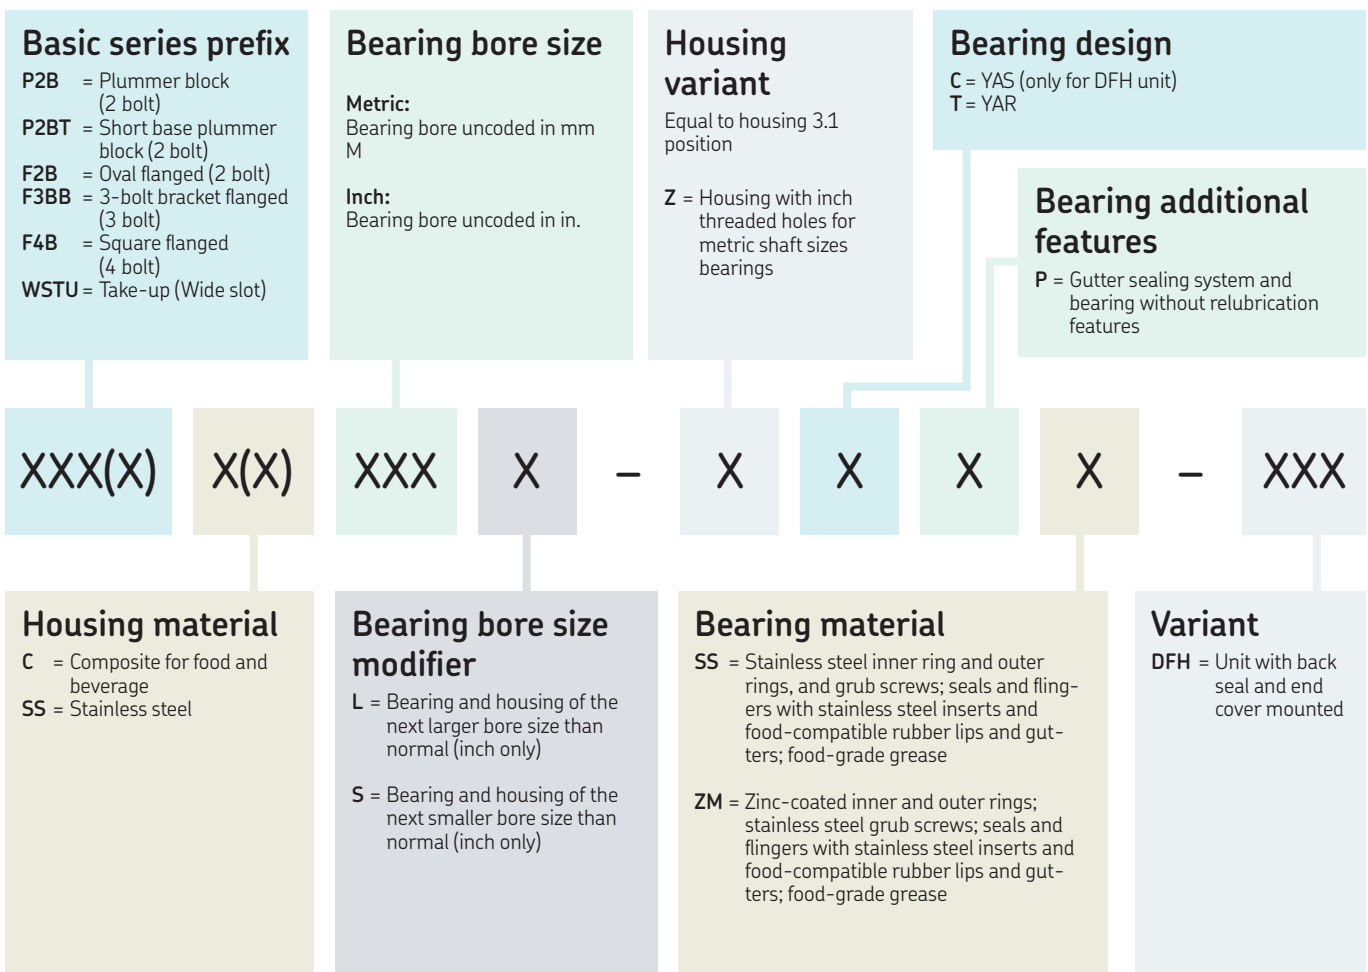 Basic series prefix
P2B = Plummer block
(2 bolt)
P2BT = Short base plummer
block (2 bolt)
F2B = Oval flanged (2 bolt)
F3BB = 3-bolt bracket flanged
(3 bolt)
F4B = Square flanged
(4 bolt)
WSTU = Take-up (Wide slot)
Bearing bore size
Metric:
Bearing bore uncoded in mm
M
Inch:
Bearing bore uncoded in in.
Housing
variant
Equal to housing 3.1
position
Z = Housing with inch
threaded holes for
metric shaft sizes
bearings
Bearing design
C = YAS (only for DFH unit)
T = YAR
Bearing additional
features
P = Gutter sealing system and
bearing without relubrication
features
XXX(X) X(X) XXX X – X X X X – XXX
Housing material
C = Composite for food and
beverage
SS = Stainless steel
Bearing bore size
modifier
L = Bearing and housing of the
next larger bore size than
normal (inch only)
S = Bearing and housing of the
next smaller bore size than
normal (inch only)
Bearing material
SS = Stainless steel inner ring and outer
rings, and grub screws; seals and fling-
ers with stainless steel inserts and
food-compatible rubber lips and gut-
ters; food-grade grease
ZM = Zinc-coated inner and outer rings;
stainless steel grub screws; seals and
flingers with stainless steel inserts and
food-compatible rubber lips and gut-
ters; food-grade grease
Variant
DFH = Unit with back
seal and end
cover mounted